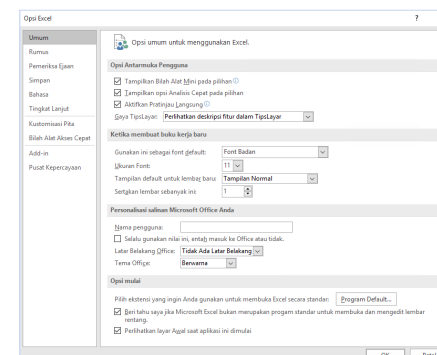 Opsi Excel
?
Umum
Rumus
Pemeriksa Ejaan
Simpan
Bahasa
Tingkat Lanjut
Kustomisasi Pita
Bilah Alat Akses Cepat
Add-in
Pusat Kepercayaan
Opsi umum untuk menggunakan Excel.
Opsi Antarmuka Pengguna
Tampilkan Bilah Alat Mini pada pilihan
Tampilkan opsi Analisis Cepat pada pilihan
Aktifkan Pratinjau Langsung
Gaya TipsLayar: Perlihatkan deskripsi fitur dalam TipsLayar
Ketika membuat buku kerja baru
Gunakan ini sebagai font default: Font Badan
Ukuran Font: 11
Tampilan default untuk lembar baru: Tampilan Normal
Sertakan lembar sebanyak ini: 1
Personalisasi salinan Microsoft Office Anda
Nama pengguna:
Selalu gunakan nilai ini, entah masuk ke Office atau tidak.
Latar Belakang Office: Tidak Ada Latar Belakang
Tema Office: Berwarna
Opsi mulai
Pilih ekstensi yang ingin Anda gunakan untuk membuka Excel secara standar: Program Default...
Beri tahu saya jika Microsoft Excel bukan merupakan progam standar untuk membuka dan mengedit lembar
rentang.
Perlihatkan layar Awal saat aplikasi ini dimulai
OK